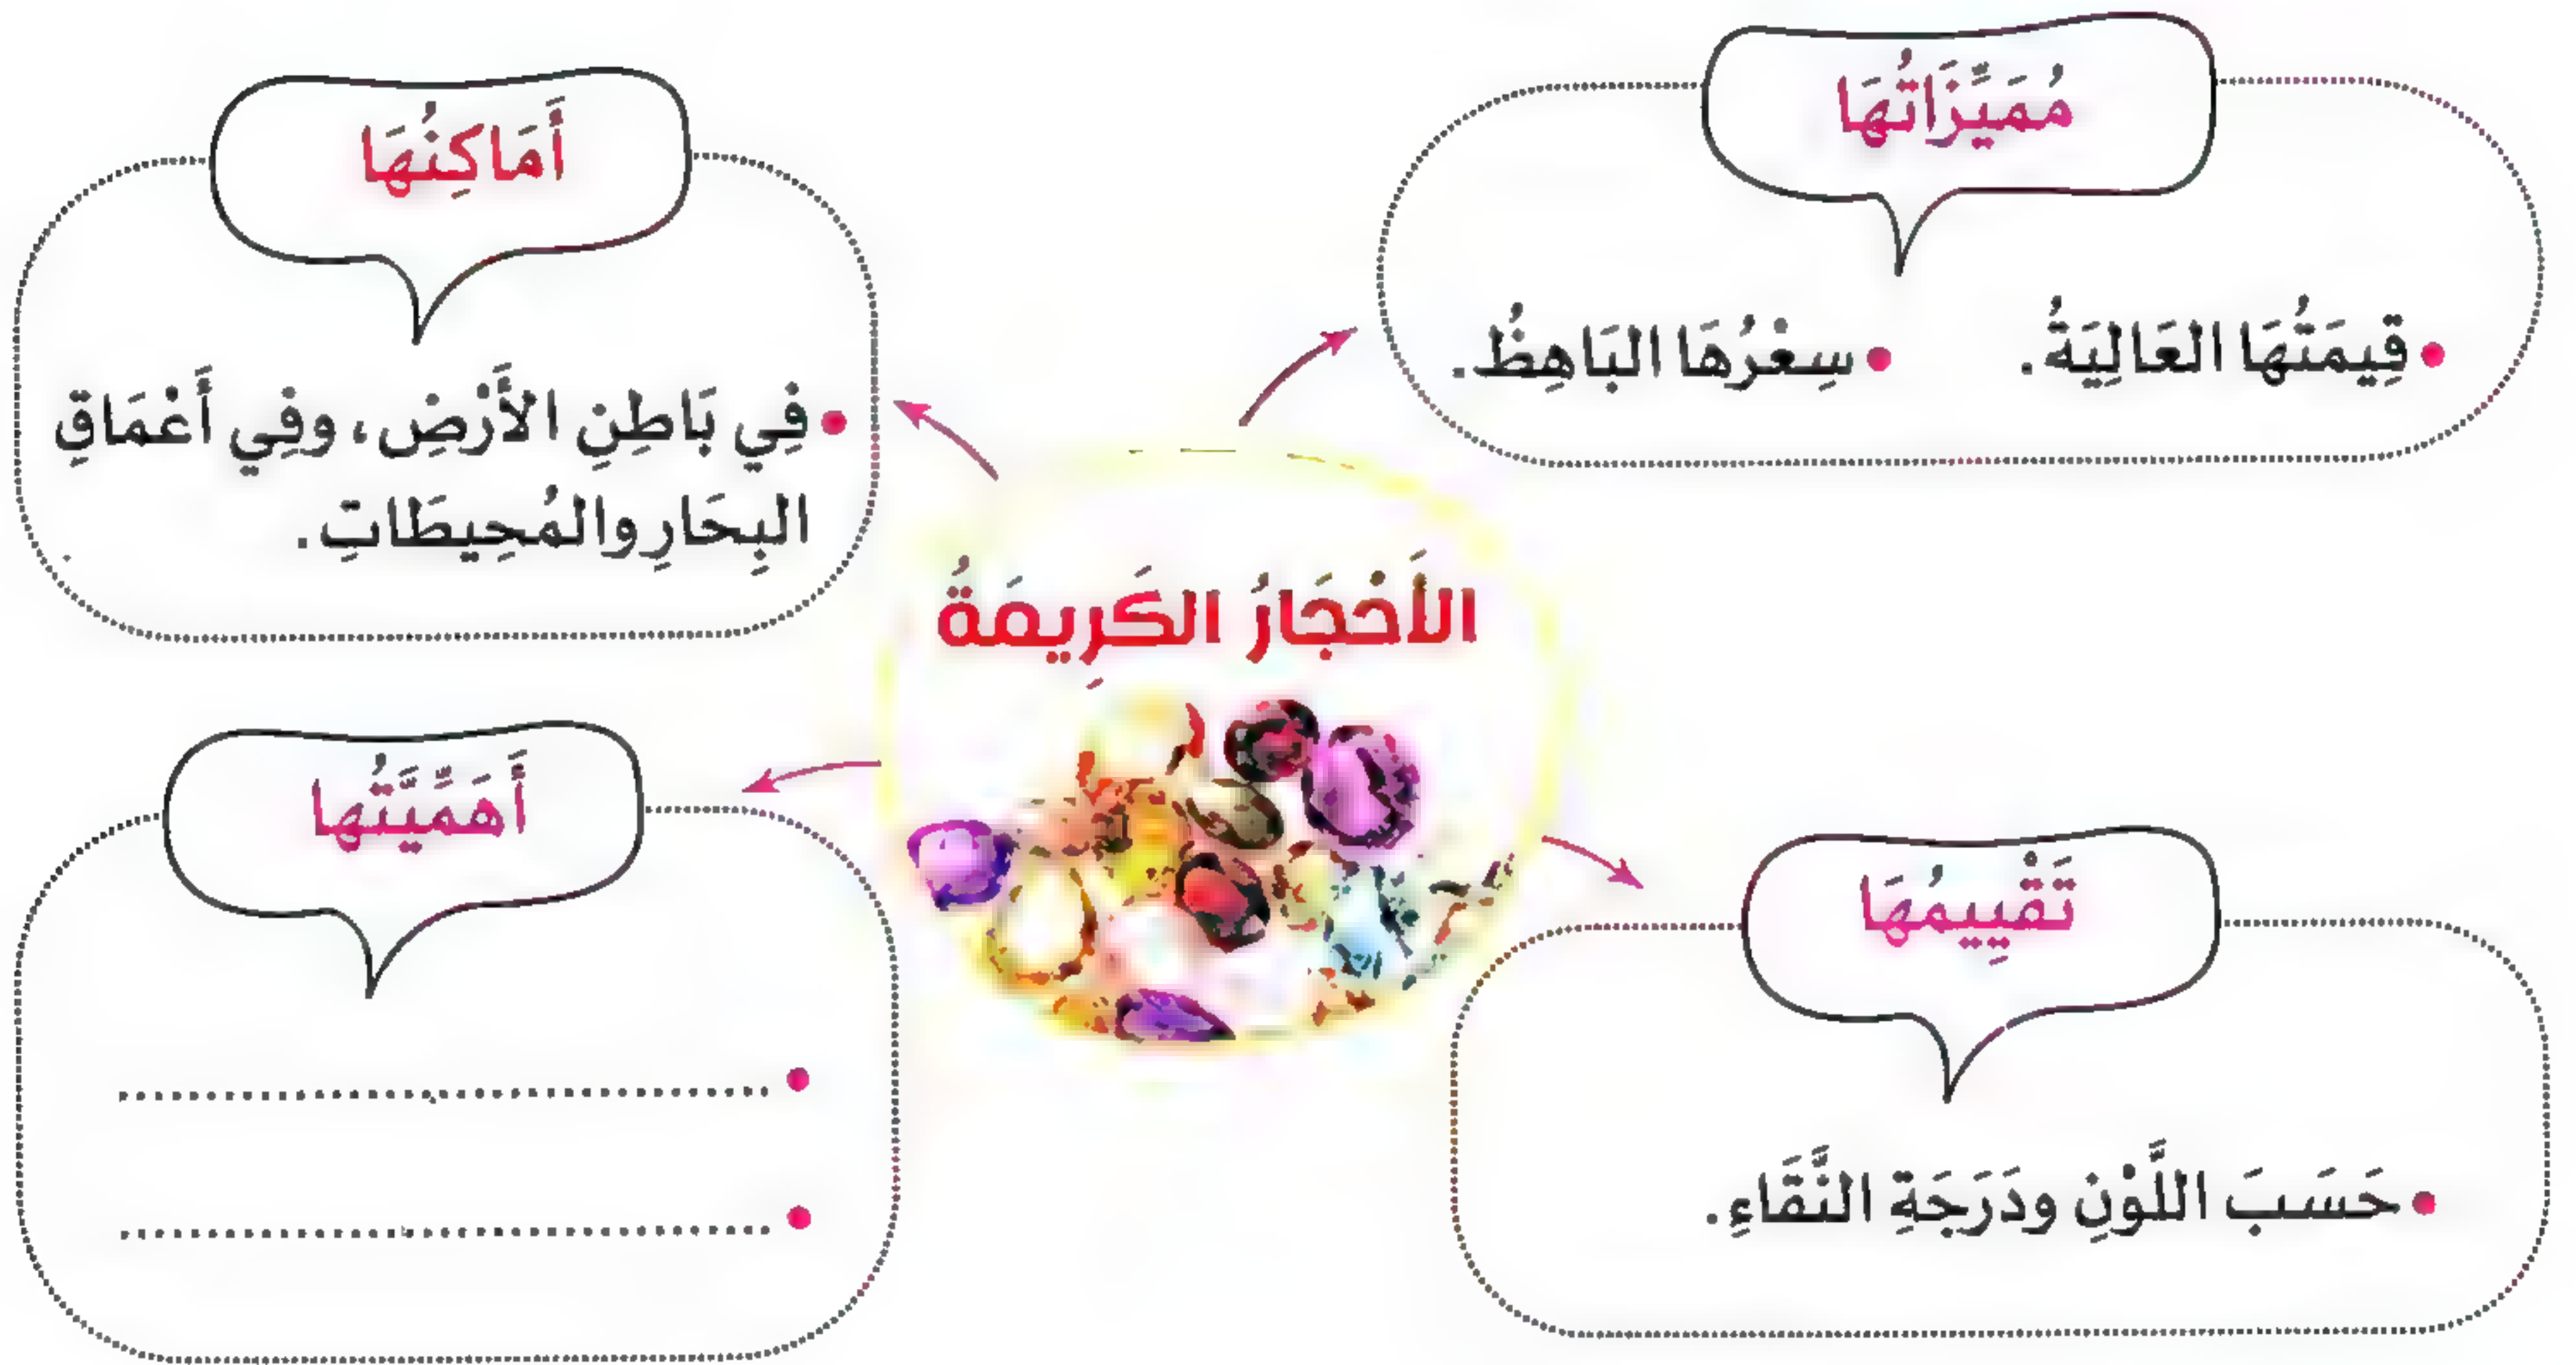 الأَحْجَارُ الكَرِيمَةُ
مُمَيِّزَاتُهَا
• قِيمَتُهَا العَالِيَةُ.
• سِعْرُهَا البَاهِظُ.
أَمَاكِنُهَا
• فِي بَاطِنِ الأَرْضِ، وفِي أَعْمَاقِ
البِحَارِ والمُحِيطَاتِ.
تَقْيِيمُهَا
• حَسَبَ اللَّوْنِ ودَرَجَةِ النَّقَاءِ.
أَهَمِّيَّتُها
• ........................................
• ........................................